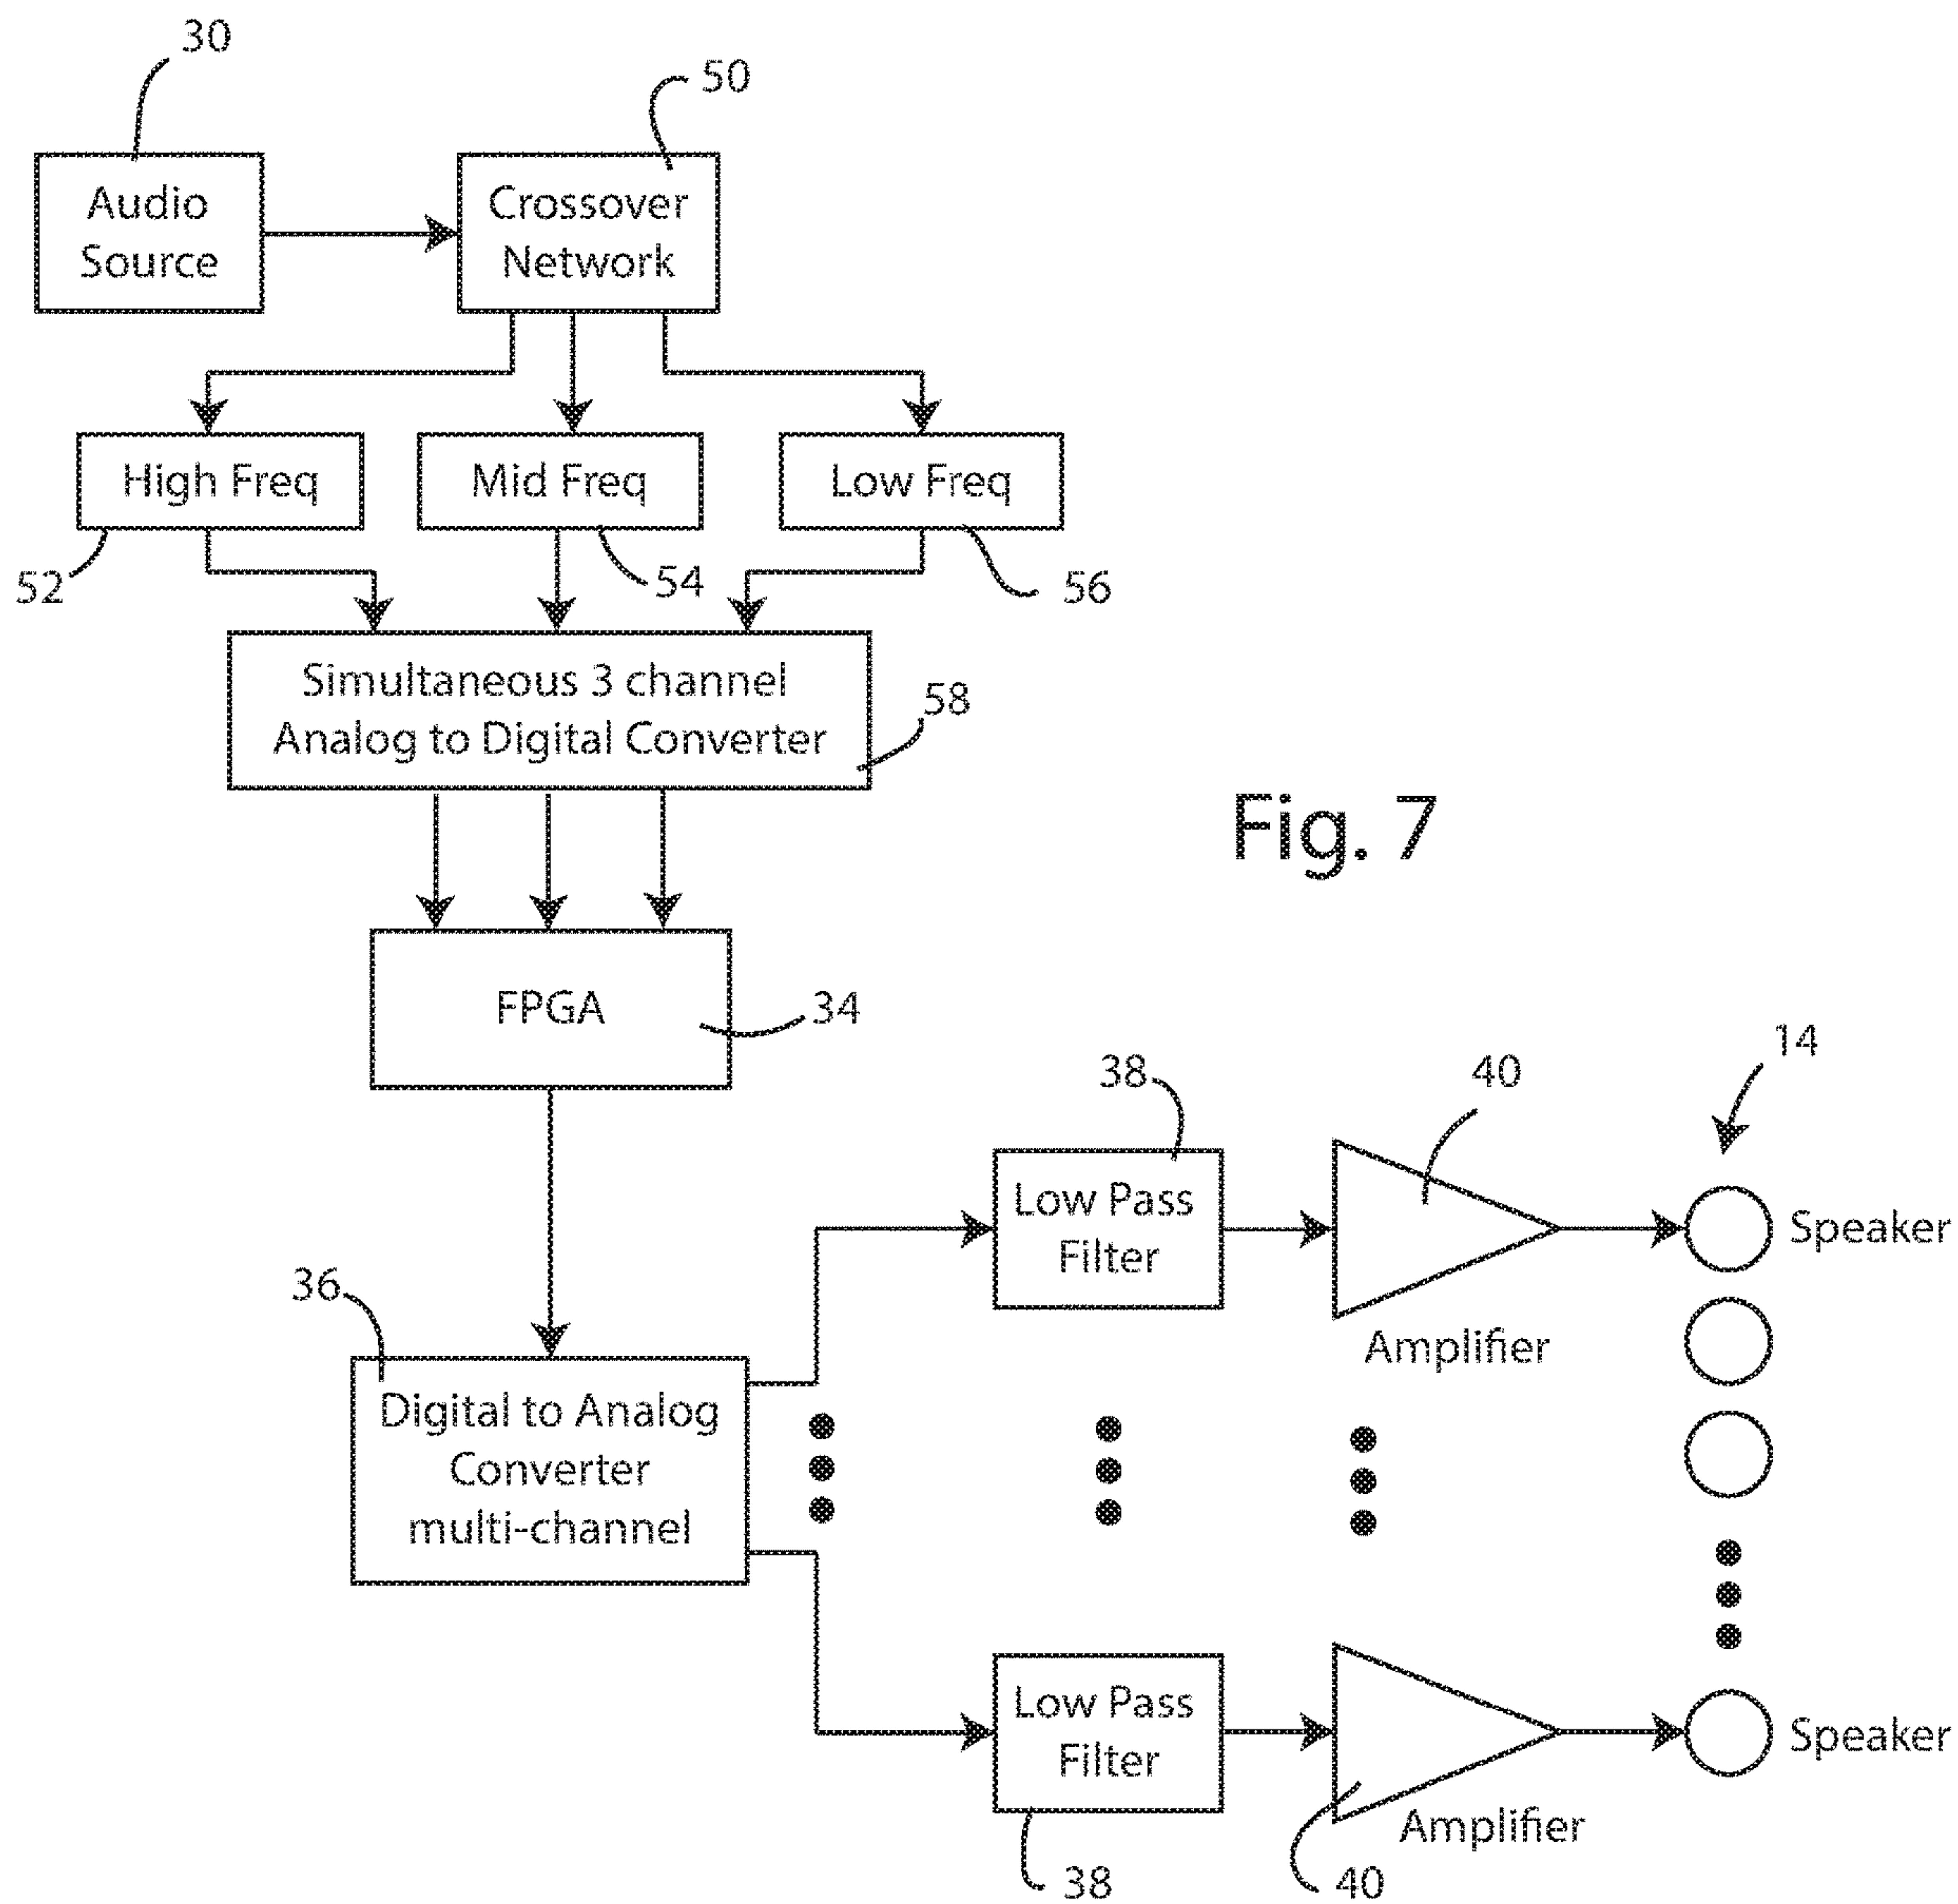 30
50
Audio
Source
Crossover
Network
High Freq
Mid Freq
Low Freq
52
54
56
Simultaneous 3 channel
Analog to Digital Converter
58
Fig. 7
FPGA
34
14
38
40
Low Pass
Filter
Speaker
36
Amplifier
Digital to Analog
Converter
multi-channel
Low Pass
Filter
Speaker
Amplifier
38
40